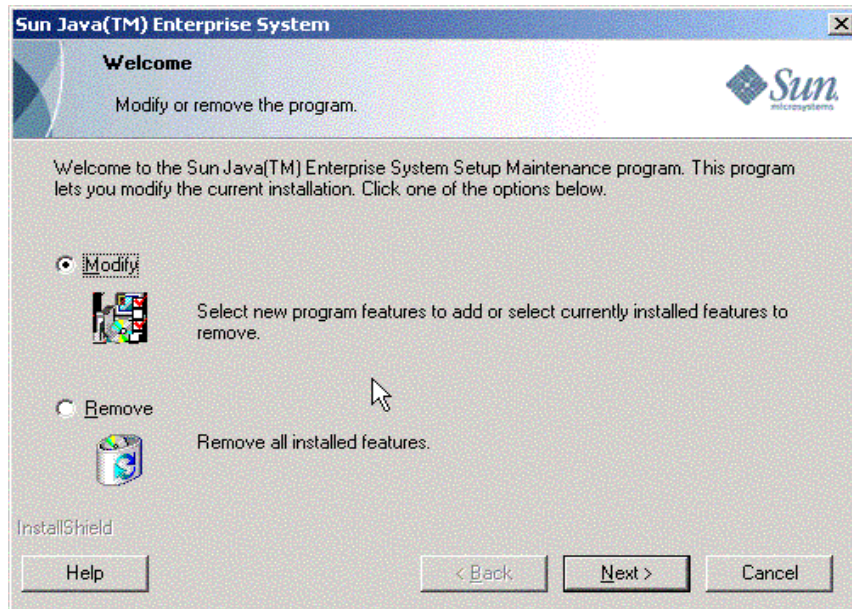 Sun Java(TM) Enterprise System
Welcome
Modify or remove the program.
Sun
microsystems
Welcome to the Sun Java(TM) Enterprise System Setup Maintenance program. This program
lets you modify the current installation. Click one of the options below.
Modify
Select new program features to add or select currently installed features to
remove.
Remove
Remove all installed features.
InstallShield
Help
< Back
Next >
Cancel